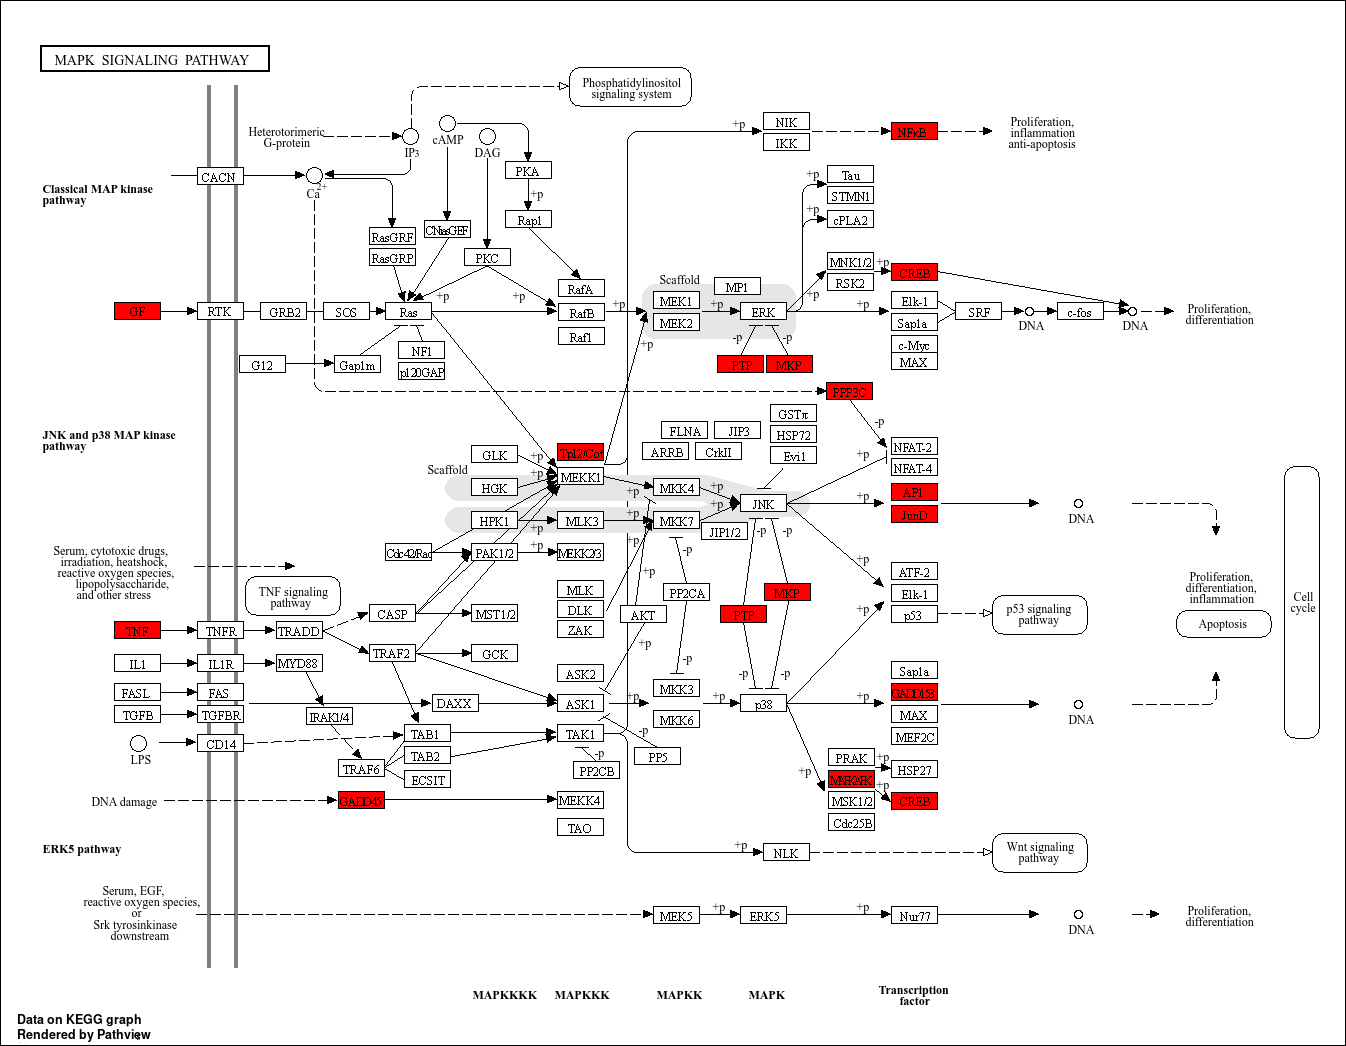 MAPK SIGNALING PATHWAY
Phosphatidylinositol
signaling system
Heterotorimeric
G-protein
IP3
cAMP
DAG
+p
NIK
IKK
NFκB
Proliferation,
inflammation
anti-apoptosis
Classical MAP kinase
pathway
CACN
Ca2+
PKA
+p
Rap1
RasGRF
RasGRP
CNrasGEF
PKC
+p
Tau
STMN1
+p
cPLA2
RafA
RafB
Raf1
Scaffold
MEK1
MEK2
MP1
ERK
MNK1/2
RSK2
+p
CREB
GF
RTK
GRB2
SOS
Ras
+p
+p
+p
+p
+p
+p
+p
Elk-1
Sap1a
c-Myc
MAX
SRF
DNA
c-fos
DNA
Proliferation,
differentiation
G12
Gap1m
NF1
p120GAP
-p
-p
PTP
MKP
PPP3C
-p
JNK and p38 MAP kinase
pathway
Scaffold
GLK
HGK
HPK1
+p
+p
+p
+p
Tpl2/Cot
MEKK1
MLK3
MEKK2/3
FLNA
JIP3
ARRB
CrkII
GSTπ
HSP72
Evi1
+p
+p
+p
+p
MKK4
MKK7
+p
+p
JNK
JIP1/2
NFAT-2
NFAT-4
+p
+p
AP1
JunD
DNA
Cdc42/Rac
PAK1/2
Serum, cytotoxic drugs,
irradiation, heatshock,
reactive oxygen species,
lipopolysaccharide,
and other stress
TNF signaling
pathway
-p
-p
-p
+p
ATF-2
Elk-1
p53
+p
p53 signaling
pathway
Proliferation,
differentiation,
inflammation
Apoptosis
Cell
cycle
CASP
MST1/2
MLK
DLK
ZAK
AKT
PP2CA
MKP
PTP
TNF
TNFR
TRADD
TRAF2
GCK
+p
-p
IL1
IL1R
MYD88
FASL
FAS
TGFB
TGFBR
IRAK1/4
DAXX
ASK2
ASK1
+p
MKK3
MKK6
+p
-p
-p
p38
+p
+p
Sap1a
GADD153
MAX
MEF2C
DNA
LPS
CD14
TAB1
TAB2
ECSIT
TRAF6
TAK1
-p
-p
PP2CB
PP5
PRAK
MAPKAPK
MSK1/2
Cdc25B
+p
+p
HSP27
CREB
DNA damage
GADD45
MEKK4
TAO
ERK5 pathway
+p
NLK
Wnt signaling
pathway
Serum, EGF,
reactive oxygen species,
or
Srk tyrosinkinase
downstream
MEK5
+p
ERK5
+p
Nur77
DNA
Proliferation,
differentiation
MAPKKKK
MAPKKK
MAPKK
MAPK
Transcription
factor
Data on KEGG graph
Rendered by Pathview